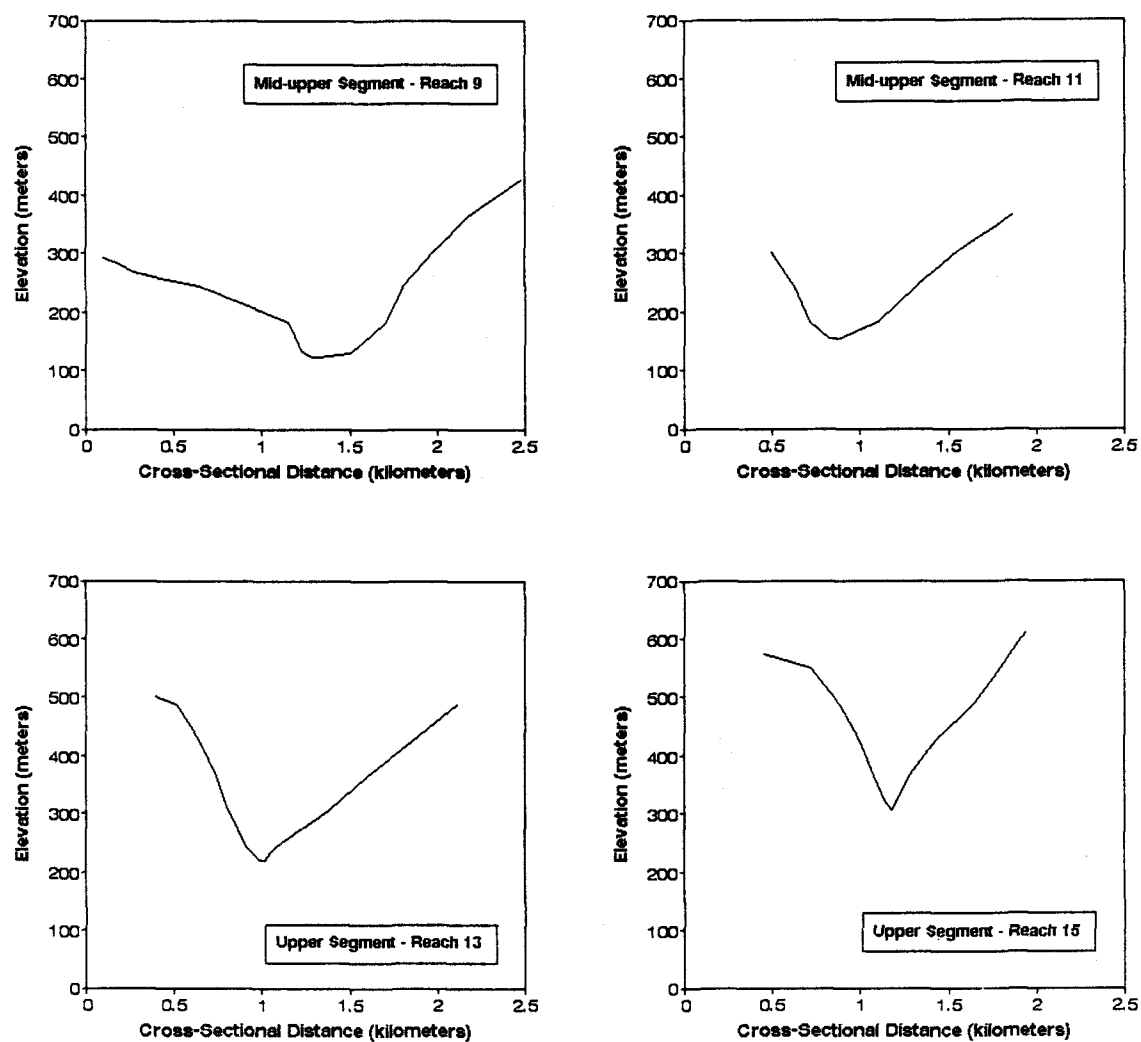 700
600
500
400
300
200
100
0
Elevation (meters)
Mid-upper Segment - Reach 9
0 0.5 1 1.5 2 2.5
Cross-Sectional Distance (kilometers)
700
600
500
400
300
200
100
0
Elevation (meters)
Mid-upper Segment - Reach 11
0 0.5 1 1.5 2 2.5
Cross-Sectional Distance (kilometers)
700
600
500
400
300
200
100
0
Elevation (meters)
Upper Segment - Reach 13
0 0.5 1 1.5 2 2.5
Cross-Sectional Distance (kilometers)
700
600
500
400
300
200
100
0
Elevation (meters)
Upper Segment - Reach 15
0 0.5 1 1.5 2 2.5
Cross-Sectional Distance (kilometers)